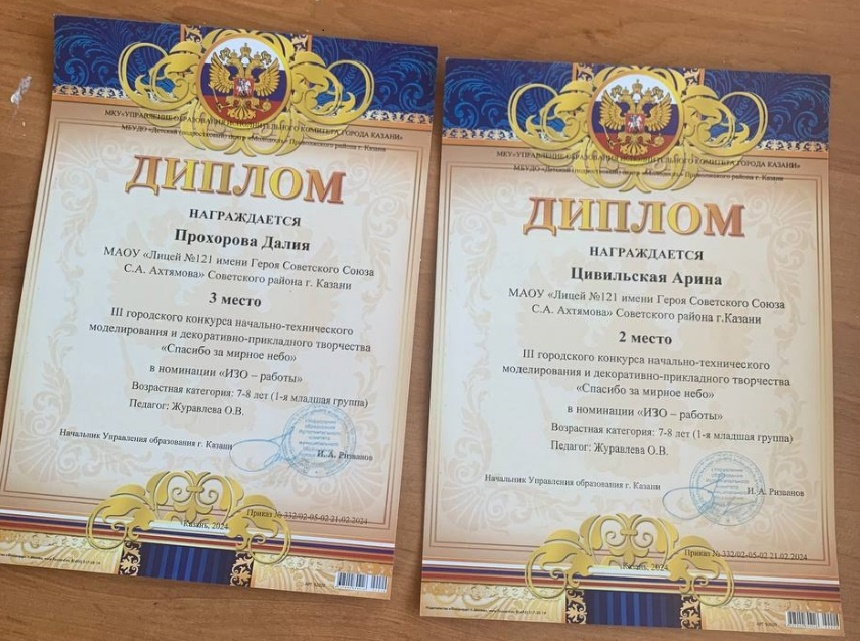 МКУ«УПРАВЛЕНИЕ ОБРАЗОВАНИЯ ИСПОЛНИТЕЛЬНОГО КОМИТЕТА ГОРОДА КАЗАНИ»
МБУДО «Детский (подростковый) центр «Молодость» Приволжского района г. Казани
ДИПЛОМ
НАГРАЖДАЕТСЯ
Прохорова Далия
МАОУ «Лицей №121 имени Героя Советского Союза
С.А. Ахтямова» Советского района г. Казани
3 место
III городского конкурса начально-технического
моделирования и декоративно-прикладного творчества
«Спасибо за мирное небо»
в номинации «ИЗО – работы»
Возрастная категория: 7-8 лет (1-я младшая группа)
Педагог: Журавлева О.В.
Начальник Управления образования г. Казани
И. А. Ризванов
Приказ № 332/02-05-02 21.02.2024
Казань, 2024
МКУ«УПРАВЛЕНИЕ ОБРАЗОВАНИЯ ИСПОЛНИТЕЛЬНОГО КОМИТЕТА ГОРОДА КАЗАНИ»
МБУДО «Детский (подростковый) центр «Молодость» Приволжского района г. Казани
ДИПЛОМ
НАГРАЖДАЕТСЯ
Цивильская Арина
МАОУ «Лицей №121 имени Героя Советского Союза
С.А. Ахтямова» Советского района г.Казани
2 место
III городского конкурса начально-технического
моделирования и декоративно-прикладного творчества
«Спасибо за мирное небо»
в номинации «ИЗО – работы»
Возрастная категория: 7-8 лет (1-я младшая группа)
Педагог: Журавлева О.В.
Начальник Управления образования г. Казани
И. А. Ризванов
Приказ № 332/02-05-02 21.02.2024
Казань, 2024